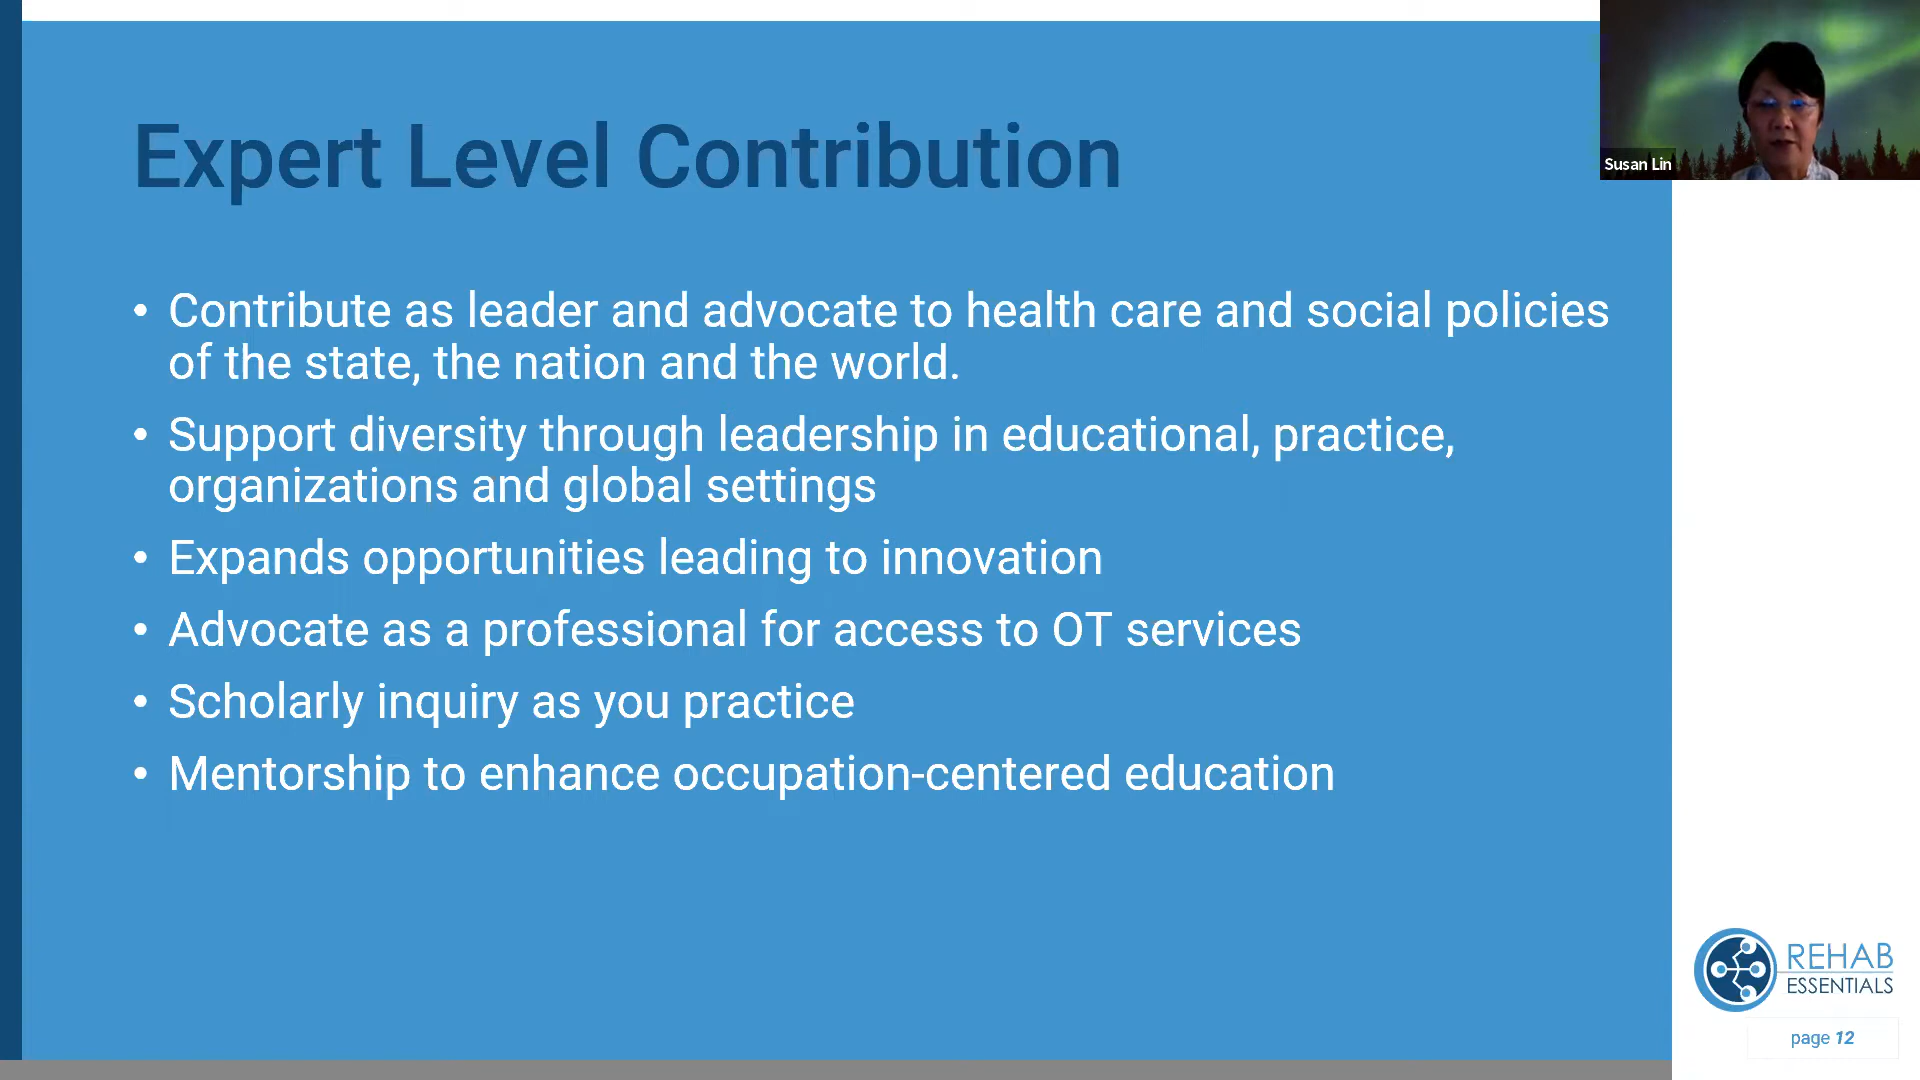 Expert Level Contribution
• Contribute as leader and advocate to health care and social policies
of the state, the nation and the world.
• Support diversity through leadership in educational, practice,
organizations and global settings
• Expands opportunities leading to innovation
• Advocate as a professional for access to OT services
• Scholarly inquiry as you practice
• Mentorship to enhance occupation-centered education
Susan Lin
REHAB
ESSENTIALS
page 12